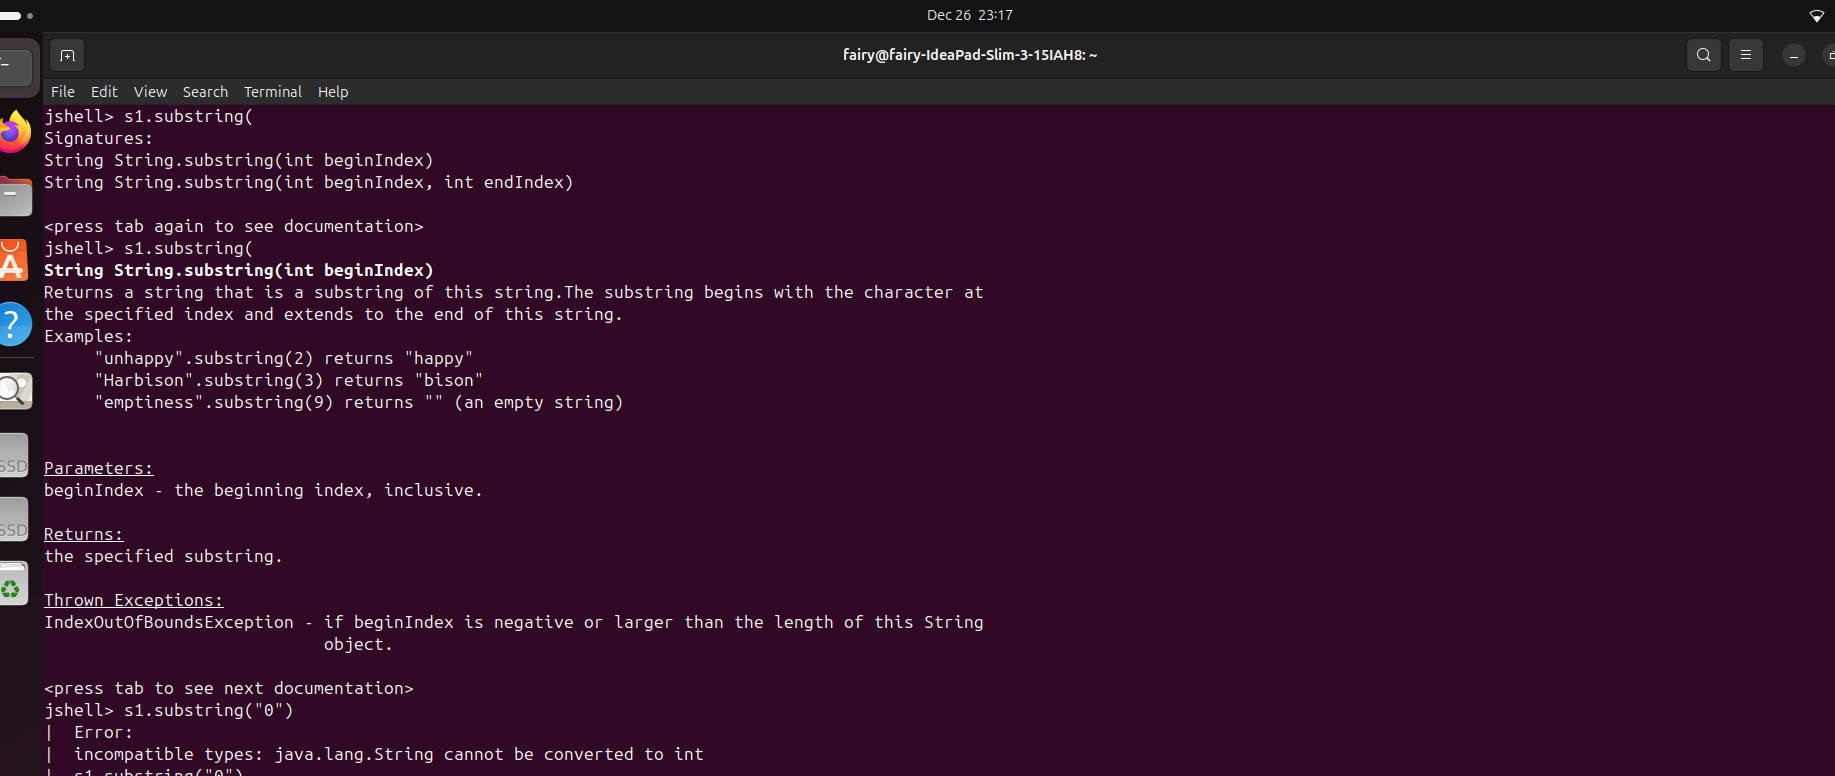 Dec 26 23:17
fairy@fairy-IdeaPad-Slim-3-15IAH8: ~
File Edit View Search Terminal Help
jshell> s1.substring(
Signatures:
String String.substring(int beginIndex)
String String.substring(int beginIndex, int endIndex)
<press tab again to see documentation>
jshell> s1.substring(
String String.substring(int beginIndex)
Returns a string that is a substring of this string.The substring begins with the character at
the specified index and extends to the end of this string.
Examples:
"unhappy".substring(2) returns "happy"
"Harbison".substring(3) returns "bison"
"emptiness".substring(9) returns "" (an empty string)
Parameters:
beginIndex - the beginning index, inclusive.
Returns:
the specified substring.
Thrown Exceptions:
IndexOutOfBoundsException - if beginIndex is negative or larger than the length of this String
object.
<press tab to see next documentation>
jshell> s1.substring("0")
| Error:
| incompatible types: java.lang.String cannot be converted to int
| s1.substring("0")
SSD
SSD